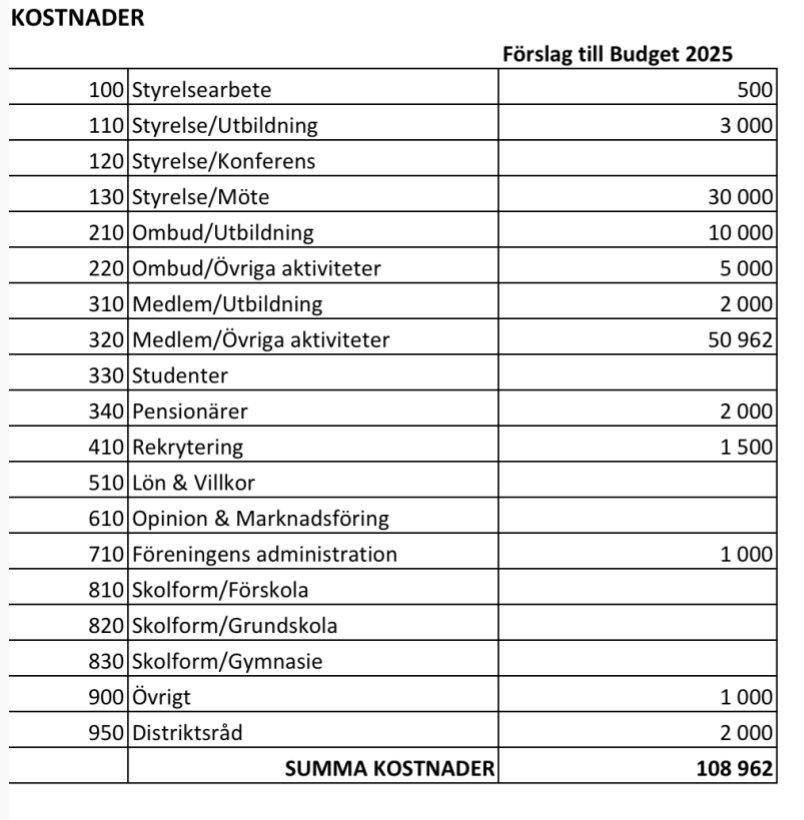 KOSTNADER
Förslag till Budget 2025
100 Styrelsearbete 500
110 Styrelse/Utbildning 3 000
120 Styrelse/Konferens
130 Styrelse/Möte 30 000
210 Ombud/Utbildning 10 000
220 Ombud/Övriga aktiviteter 5 000
310 Medlem/Utbildning 2 000
320 Medlem/Övriga aktiviteter 50 962
330 Studenter
340 Pensionärer 2 000
410 Rekrytering 1 500
510 Lön & Villkor
610 Opinion & Marknadsföring
710 Föreningens administration 1 000
810 Skolform/Förskola
820 Skolform/Grundskola
830 Skolform/Gymnasie
900 Övrigt 1 000
950 Distriktsråd 2 000
SUMMA KOSTNADER 108 962